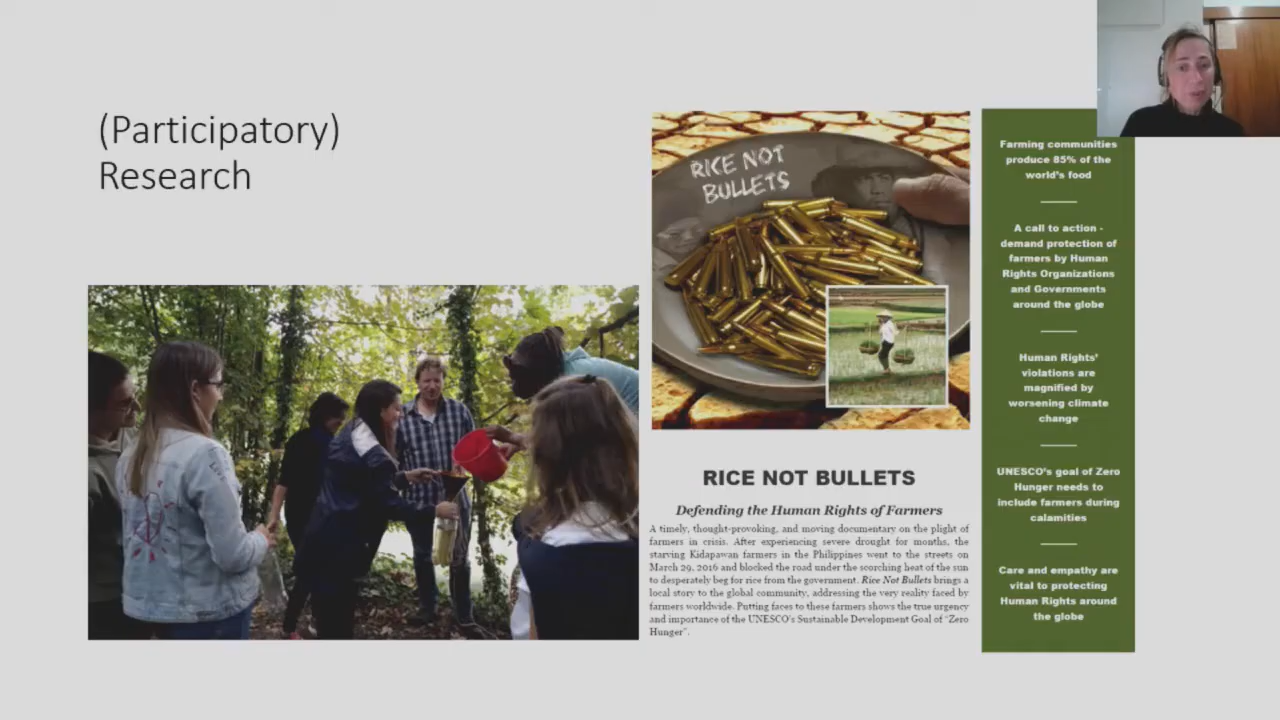 (Participatory)
Research
RICE NOT
BULLETS
RICE NOT BULLETS
Defending the Human Rights of Farmers
A timely, thought-provoking, and moving documentary on the plight of
farmers in crisis. After experiencing severe drought for months, the
starving Kidapawan farmers in the Philippines went to the streets on
March 29, 2016 and blocked the road under the scorching heat of the sun
to desperately beg for rice from the government. Rice Not Bullets brings a
local story to the global community, addressing the very reality faced by
farmers worldwide. Putting faces to these farmers shows the true urgency
and importance of the UNESCO's Sustainable Development Goal of "Zero
Hunger".
Farming communities
produce 85% of the
world's food
A call to action -
demand protection of
farmers by Human
Rights Organizations
and Governments
around the globe
Human Rights'
violations are
magnified by
worsening climate
change
UNESCO's goal of Zero
Hunger needs to
include farmers during
calamities
Care and empathy are
vital to protecting
Human Rights around
the globe